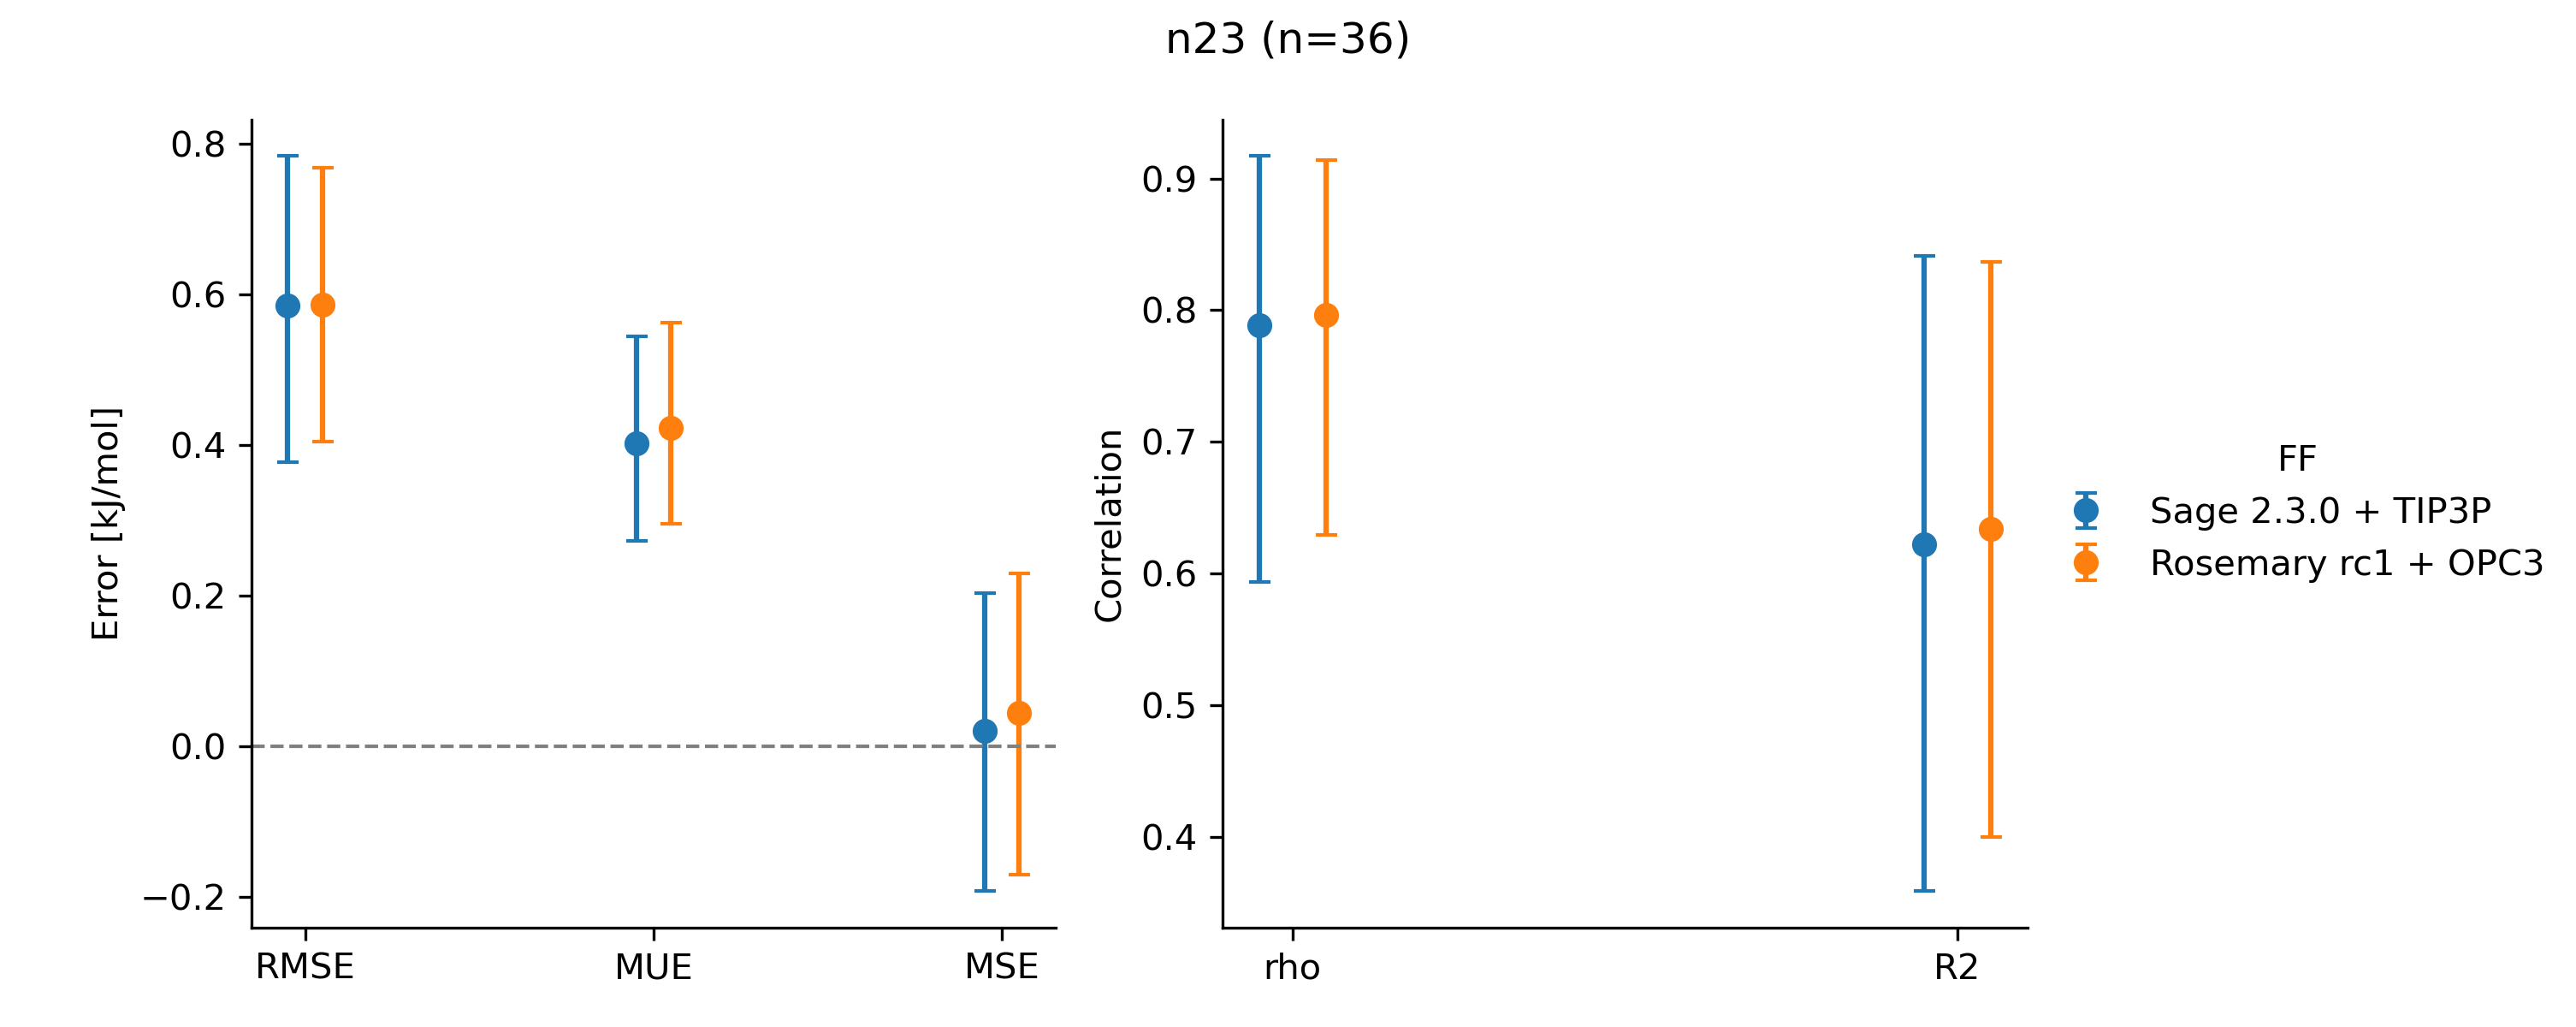 n23 (n=36)
Error [kJ/mol]
0.8
0.6
0.4
0.2
0.0
−0.2
RMSE
MUE
MSE
Correlation
0.9
0.8
0.7
0.6
0.5
0.4
rho
R2
FF
Sage 2.3.0 + TIP3P
Rosemary rc1 + OPC3